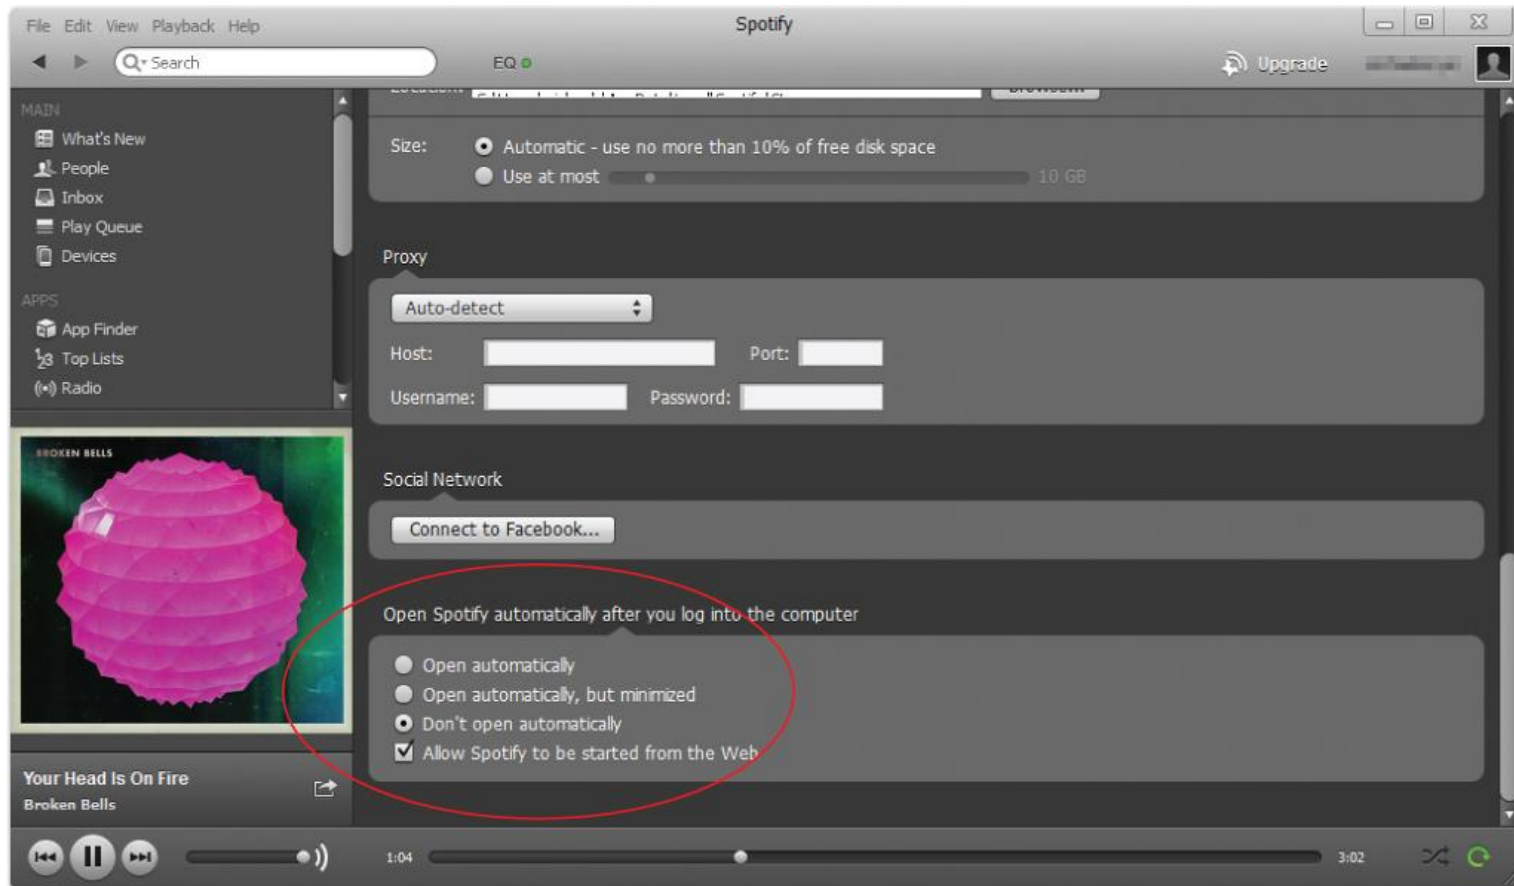 File Edit View Playback Help
Spotify
Search
EQ
Upgrade
MAIN
What's New
People
Inbox
Play Queue
Devices
APPS
App Finder
Top Lists
Radio
BROKEN BELLS
Your Head Is On Fire
Broken Bells
Location:
Browse...
Size:
Automatic - use no more than 10% of free disk space
Use at most 10 GB
Proxy
Auto-detect
Host: Port:
Username: Password:
Social Network
Connect to Facebook...
Open Spotify automatically after you log into the computer
Open automatically
Open automatically, but minimized
Don't open automatically
Allow Spotify to be started from the Web
1:04
3:02